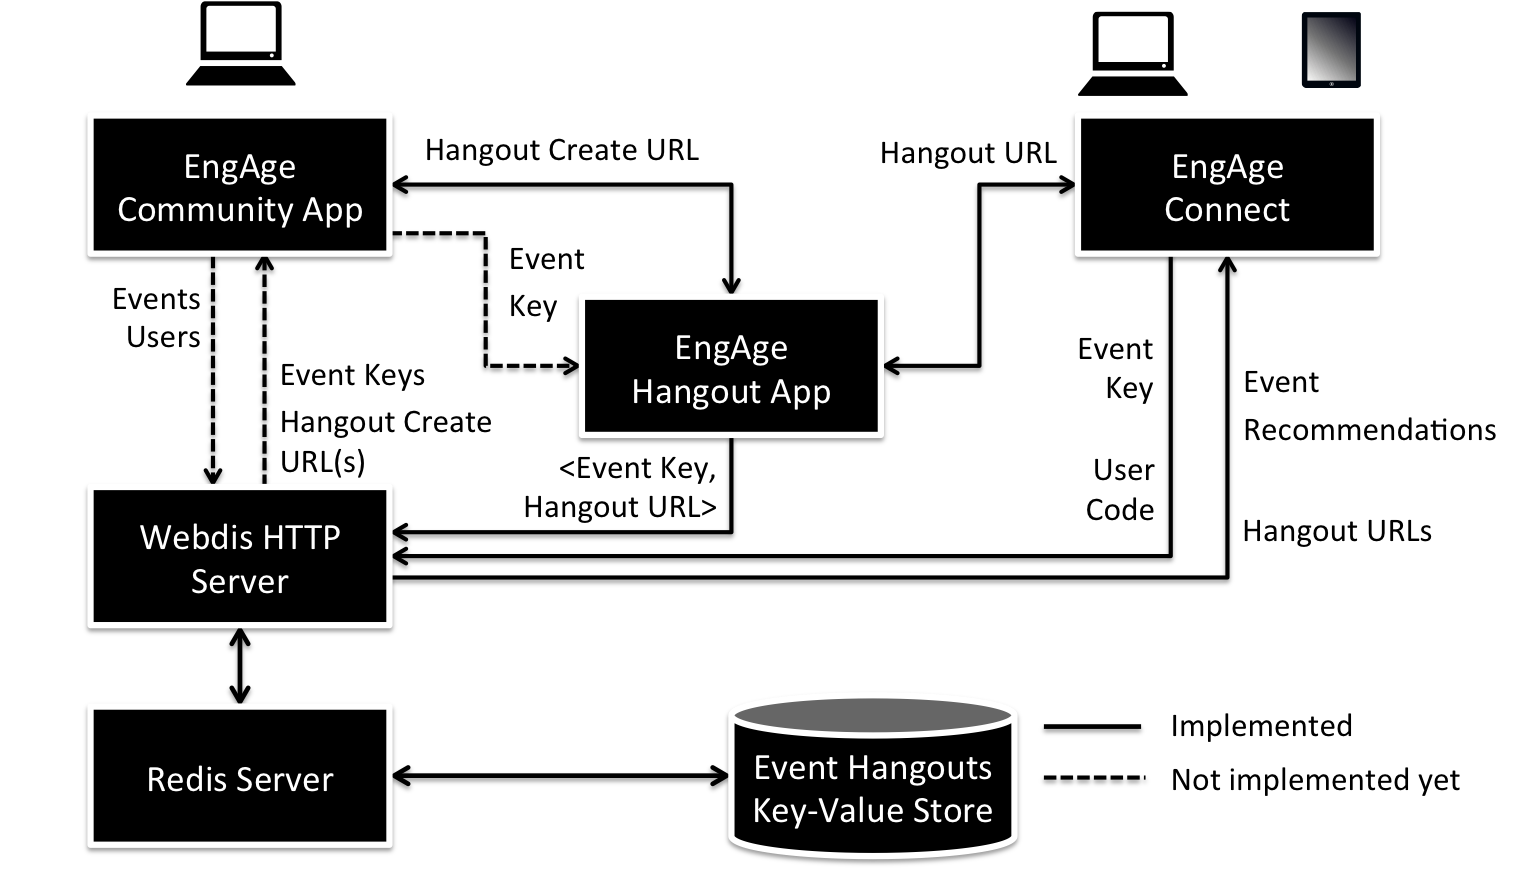 EngAge
Community App
Hangout Create URL
Hangout URL
EngAge
Connect
Events
Users
Event
Key
Event Keys
Hangout Create
URL(s)
EngAge
Hangout App
Event
Key
User
Code
Event
Recommendations
Hangout URLs
<Event Key,
Hangout URL>
Webdis HTTP
Server
Redis Server
Event Hangouts
Key-Value Store
Implemented
Not implemented yet